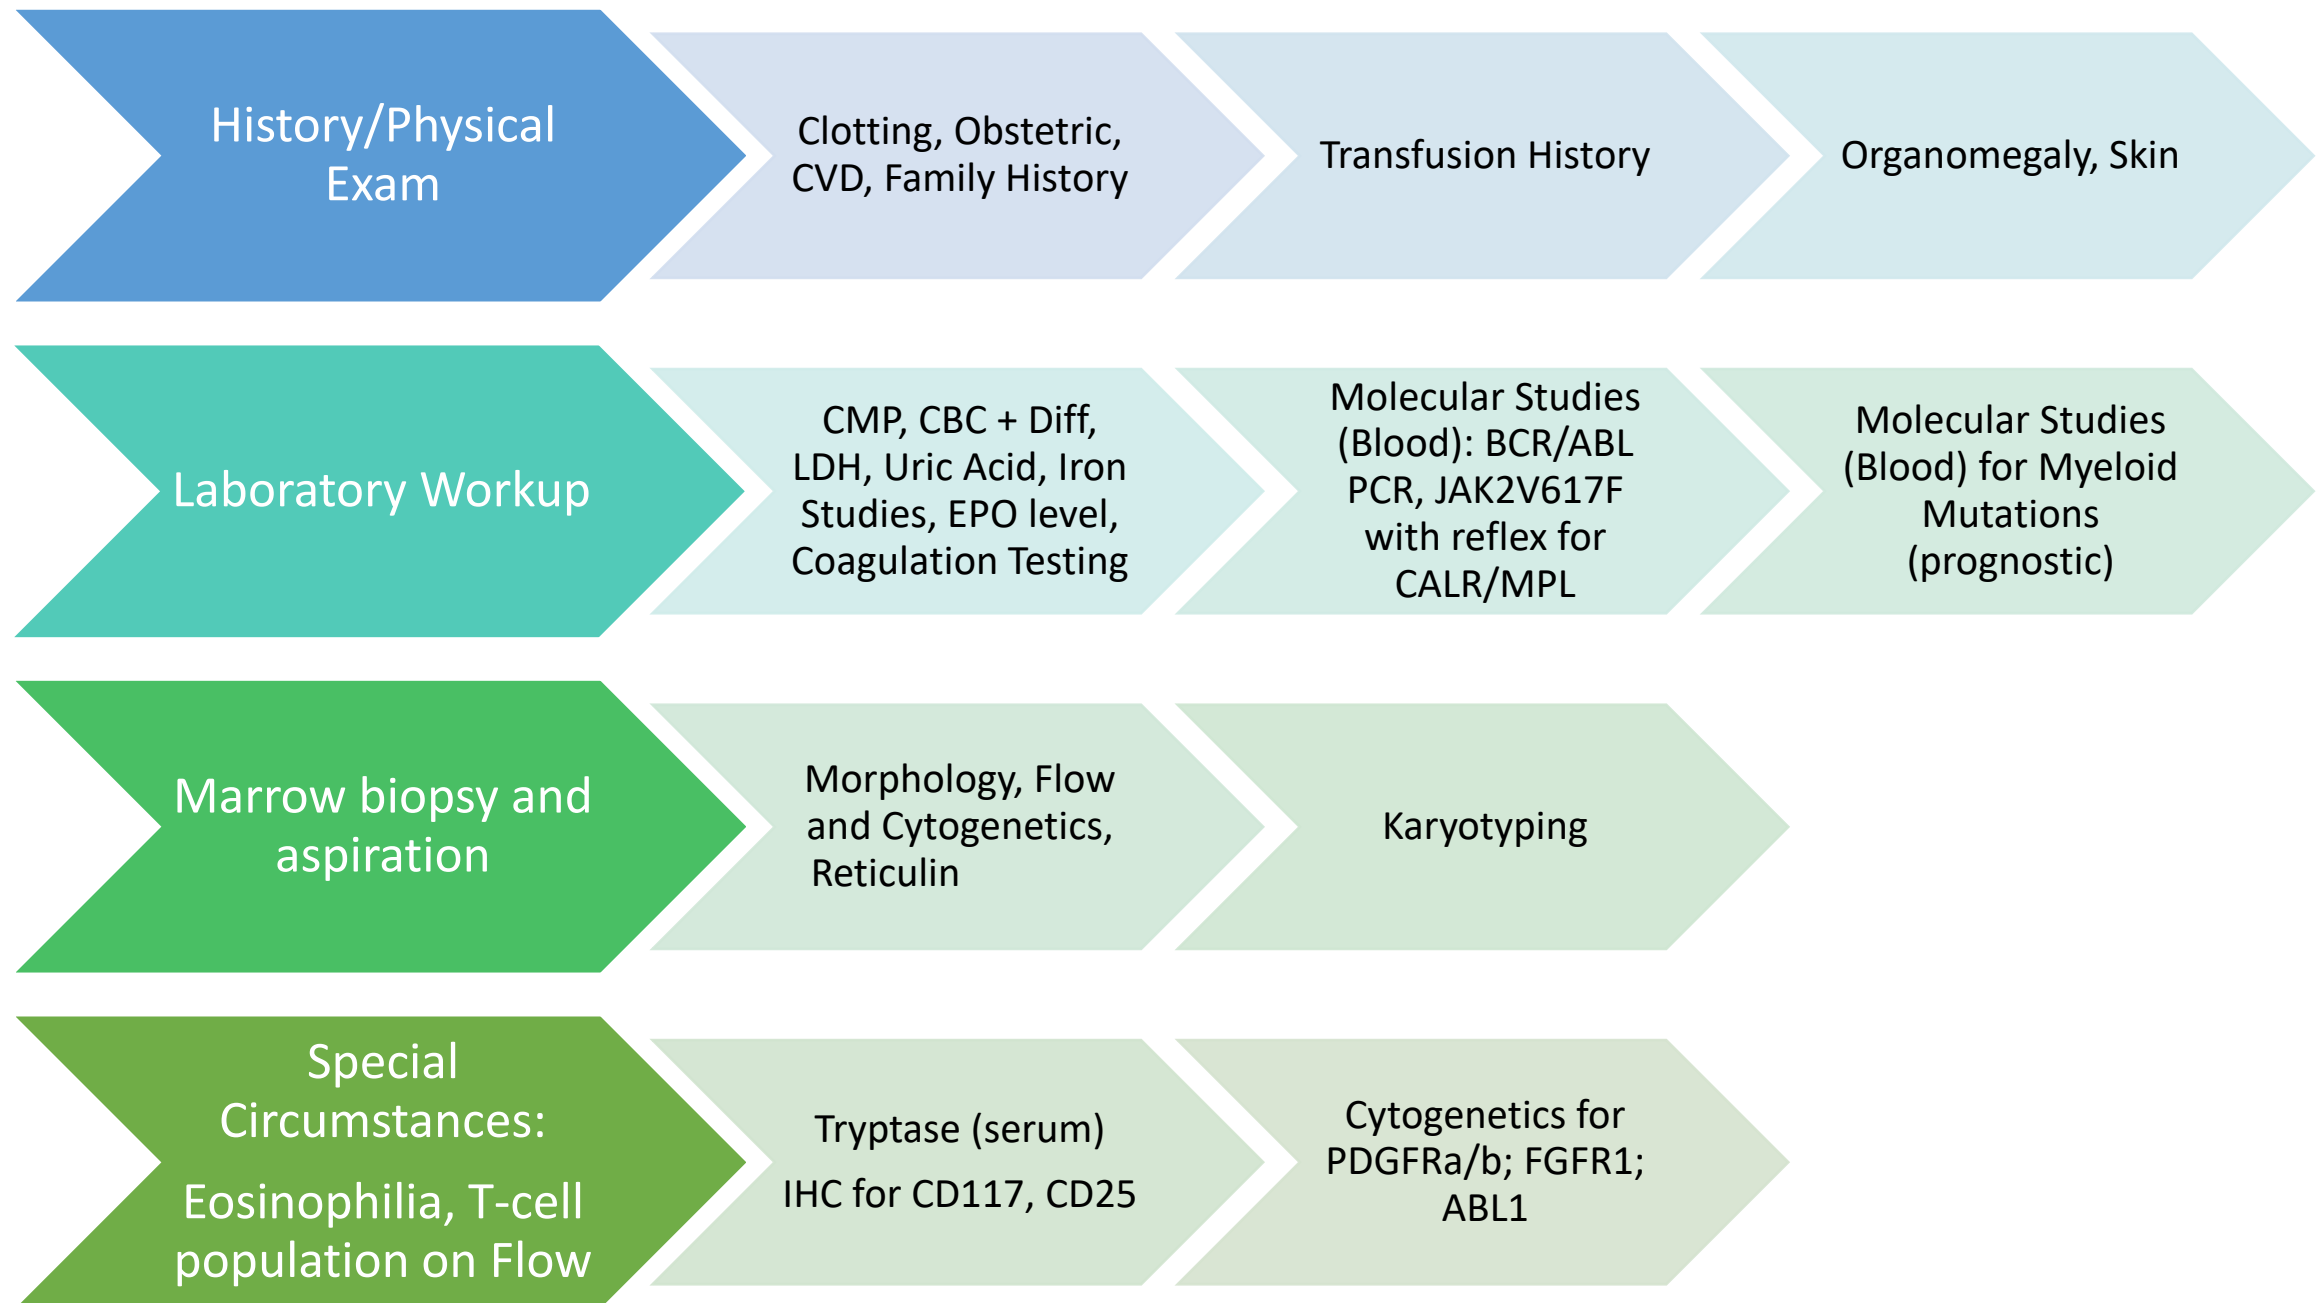 History/Physical
Exam
Clotting, Obstetric,
CVD, Family History
Transfusion History
Organomegaly, Skin
Laboratory Workup
CMP, CBC + Diff,
LDH, Uric Acid, Iron
Studies, EPO level,
Coagulation Testing
Molecular Studies
(Blood): BCR/ABL
PCR, JAK2V617F
with reflex for
CALR/MPL
Molecular Studies
(Blood) for Myeloid
Mutations
(prognostic)
Marrow biopsy and
aspiration
Morphology, Flow
and Cytogenetics,
Reticulin
Karyotyping
Special
Circumstances:
Eosinophilia, T-cell
population on Flow
Tryptase (serum)
IHC for CD117, CD25
Cytogenetics for
PDGFRa/b; FGFR1;
ABL1